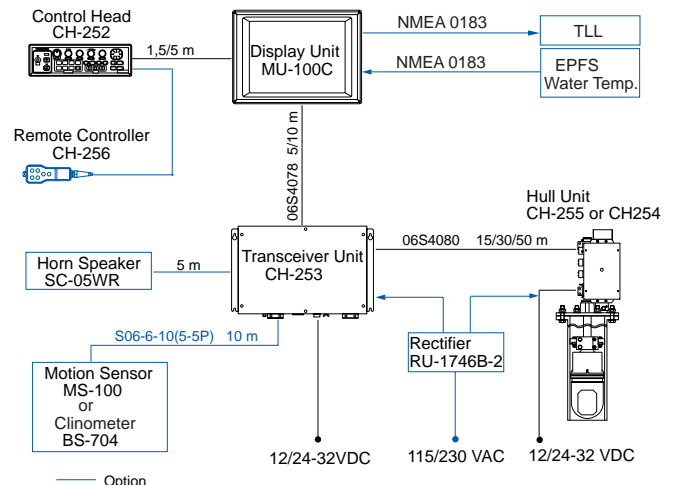 Control Head
CH-252
1,5/5 m
Display Unit
MU-100C
NMEA 0183
TLL
NMEA 0183
EPFS
Water Temp.
Remote Controller
CH-256
06S4078 5/10 m
Hull Unit
CH-255 or CH254
Transceiver Unit
CH-253
06S4080 15/30/50 m
Horn Speaker
SC-05WR
5 m
S06-6-10(5-5P) 10 m
Rectifier
RU-1746B-2
Motion Sensor
MS-100
or
Clinometer
BS-704
12/24-32VDC
115/230 VAC
12/24-32 VDC
Option